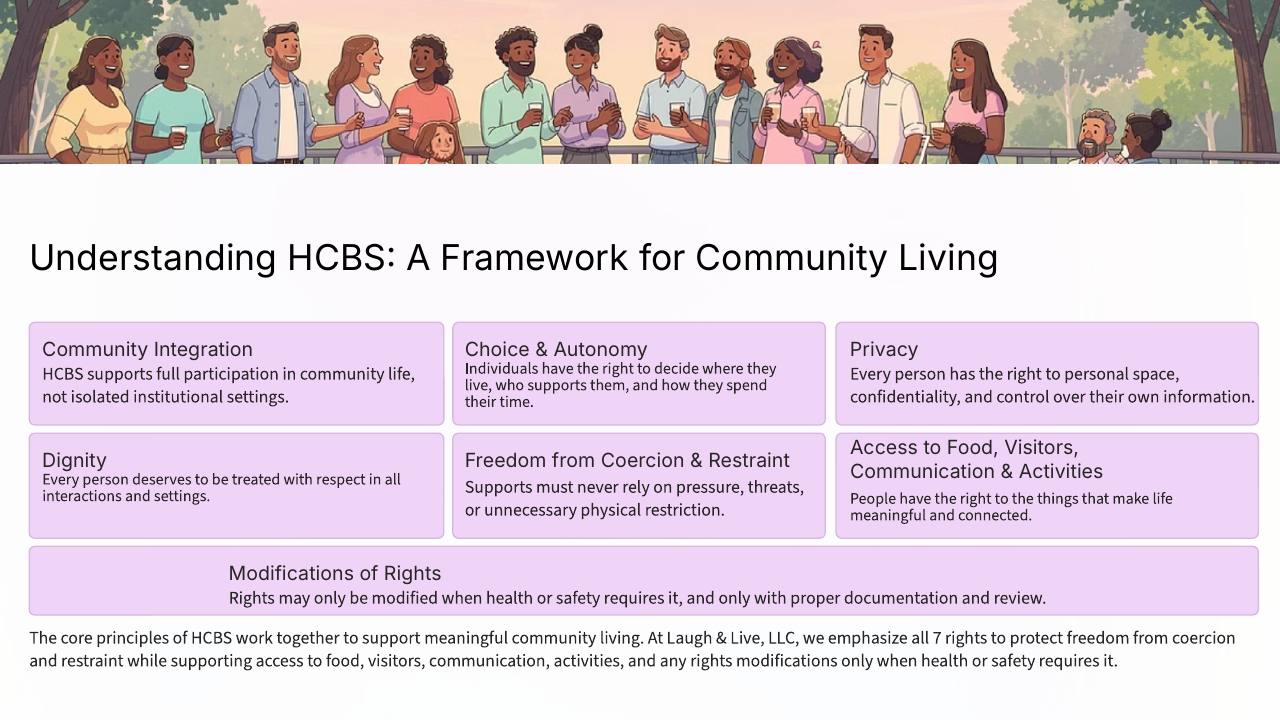 Understanding HCBS: A Framework for Community Living
Community Integration
HCBS supports full participation in community life,
not isolated institutional settings.
Choice & Autonomy
Individuals have the right to decide where they
live, who supports them, and how they spend
their time.
Privacy
Every person has the right to personal space,
confidentiality, and control over their own information.
Dignity
Every person deserves to be treated with respect in all
interactions and settings.
Freedom from Coercion & Restraint
Supports must never rely on pressure, threats,
or unnecessary physical restriction.
Access to Food, Visitors,
Communication & Activities
People have the right to the things that make life
meaningful and connected.
Modifications of Rights
Rights may only be modified when health or safety requires it, and only with proper documentation and review.
The core principles of HCBS work together to support meaningful community living. At Laugh & Live, LLC, we emphasize all 7 rights to protect freedom from coercion
and restraint while supporting access to food, visitors, communication, activities, and any rights modifications only when health or safety requires it.